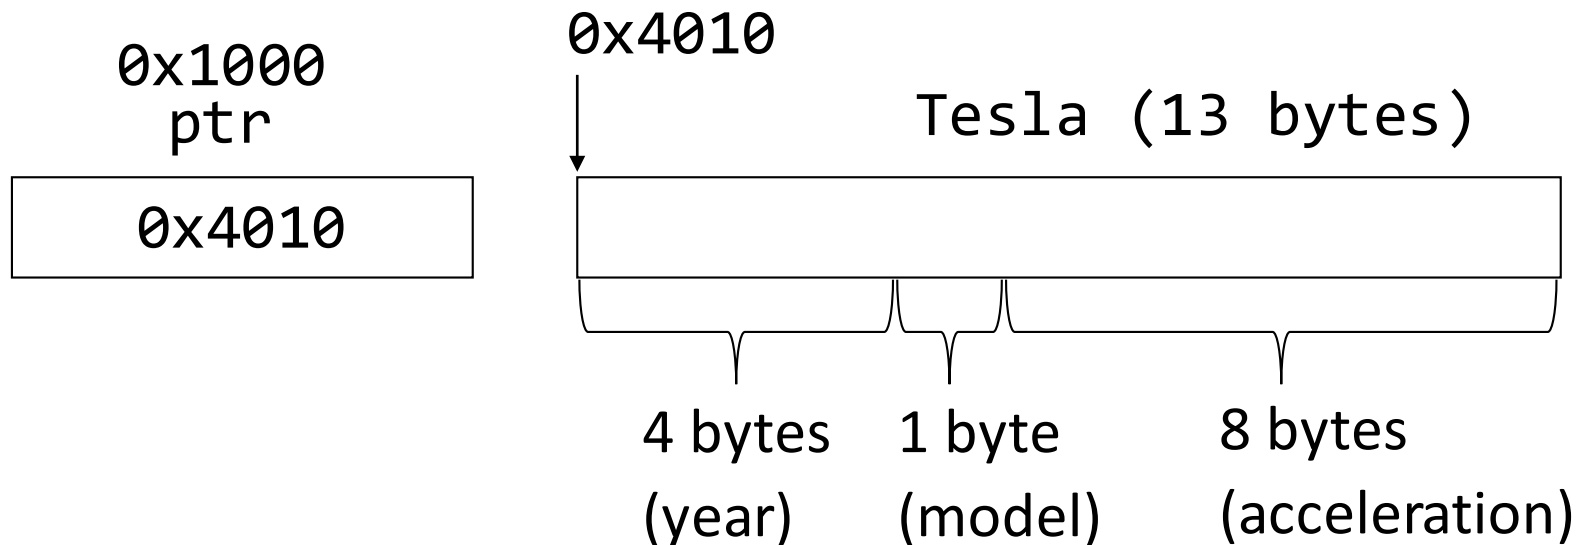 0x1000
ptr
0x4010
0x4010
Tesla (13 bytes)
4 bytes
(year)
1 byte
(model)
8 bytes
(acceleration)